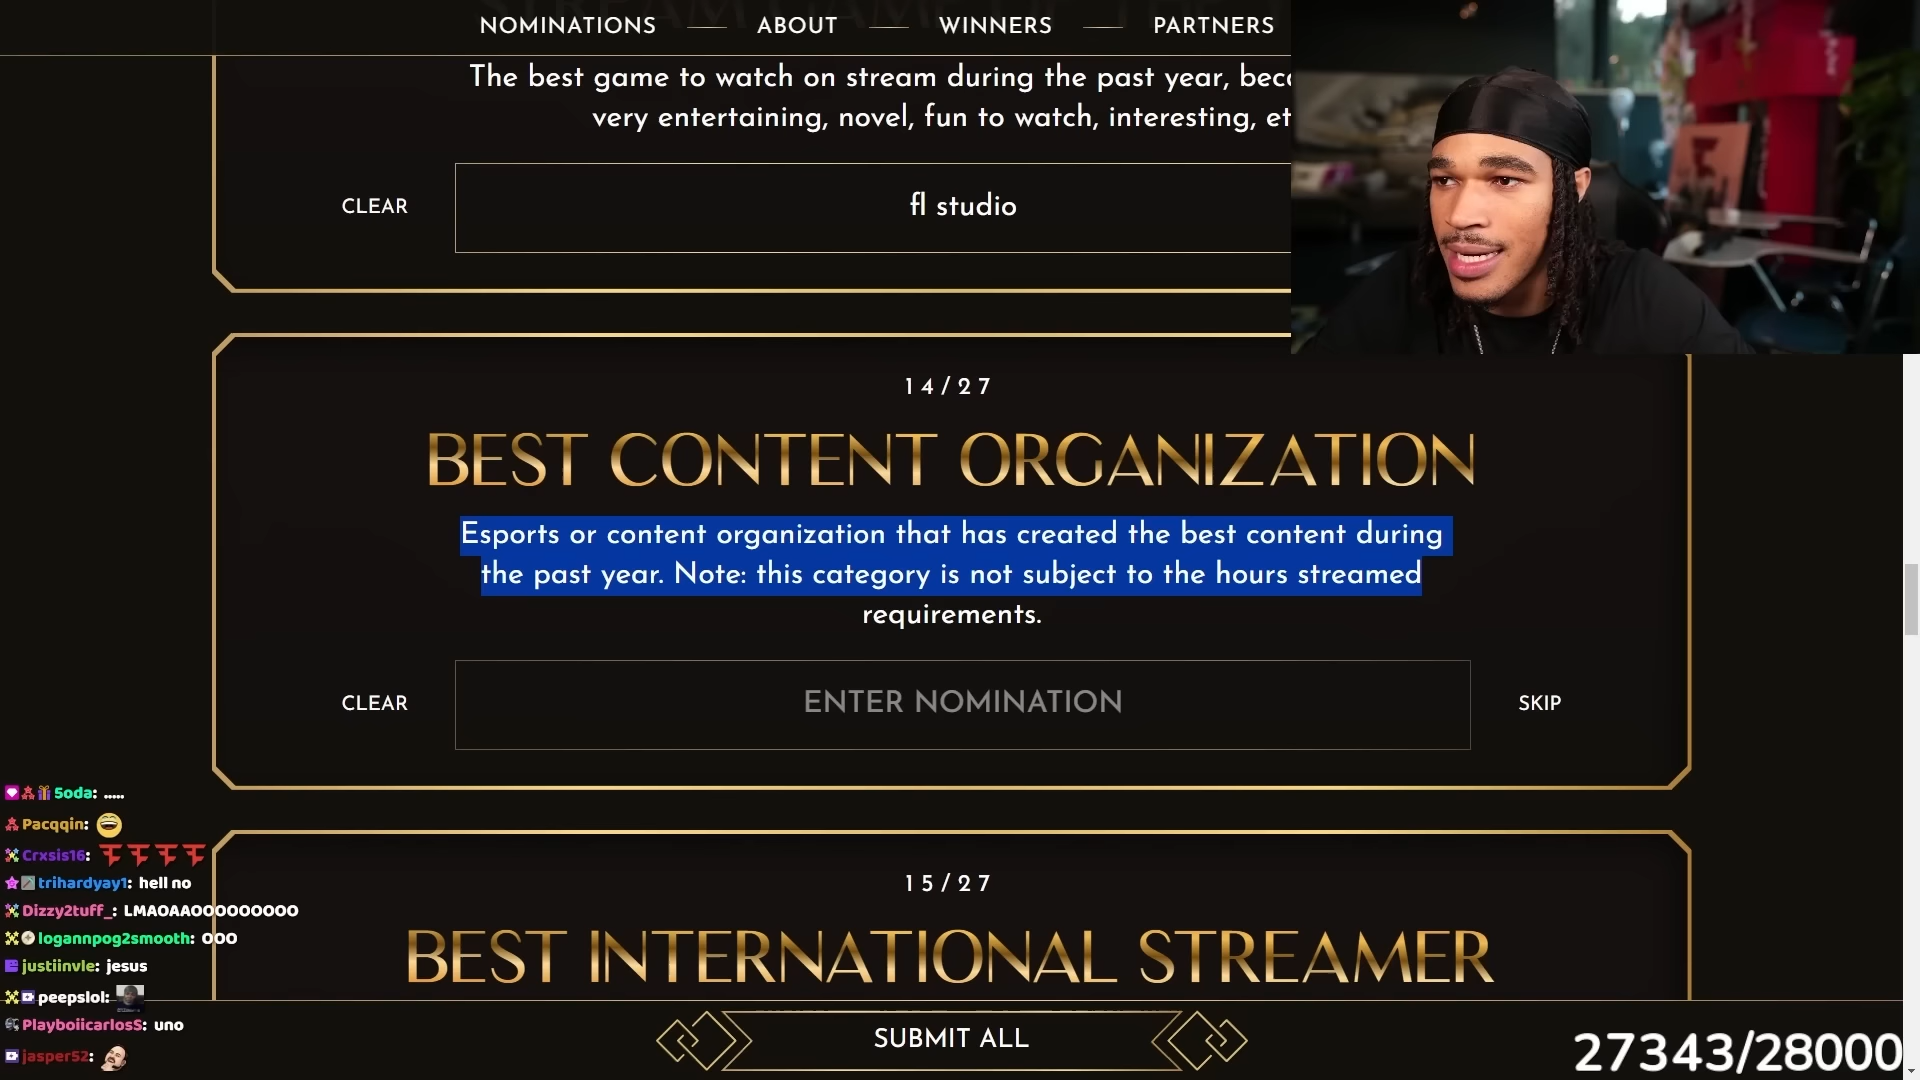 NOMINATIONS
ABOUT
WINNERS
PARTNERS
The best game to watch on stream during the past year, beca
very entertaining, novel, fun to watch, interesting, et
CLEAR
fl studio
14/27
BEST CONTENT ORGANIZATION
Esports or content organization that has created the best content during
the past year. Note: this category is not subject to the hours streamed
requirements.
CLEAR
ENTER NOMINATION
SKIP
5oda: .....
Pacqqin:
Crxsis16:
trihardyay1: hell no
Dizzy2tuff_: LMAOAAOOOOOOOOO
logannpog2smooth: OOO
justiinvle: jesus
peepslol:
PlayboiicarlosS: uno
jasper52:
15/27
BEST INTERNATIONAL STREAMER
SUBMIT ALL
27343/28000